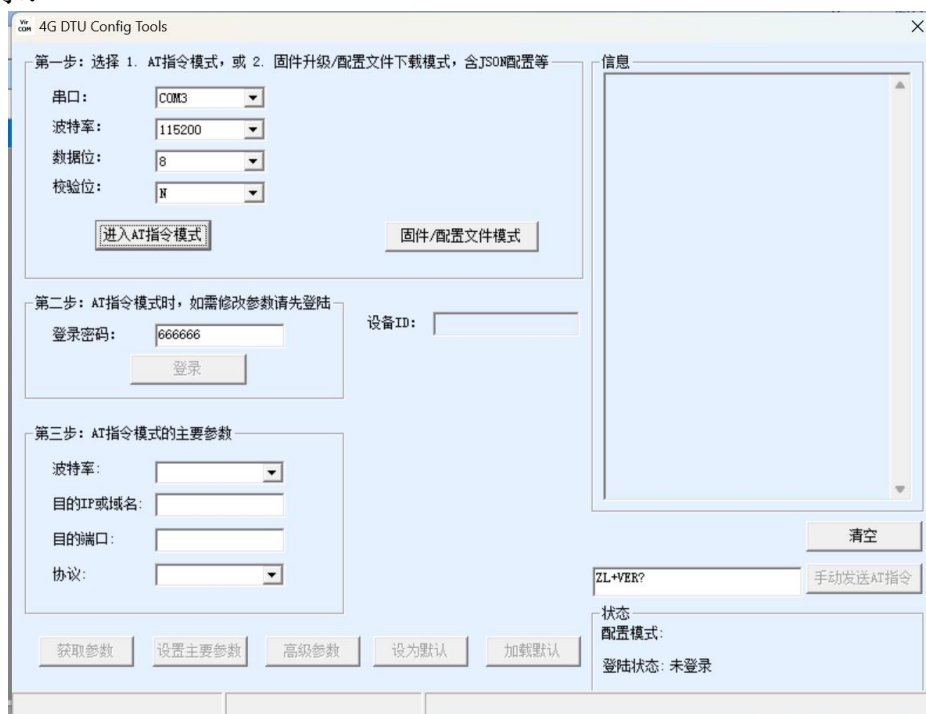 Vir COM 4G DTU Config Tools
第一步：选择 1. AT指令模式，或 2. 固件升级/配置文件下载模式，含JSON配置等
串口： COM3
波特率： 115200
数据位： 8
校验位： N
进入AT指令模式 固件/配置文件模式
第二步：AT指令模式时，如需修改参数请先登陆
登录密码： 666666
登录
设备ID：
第三步：AT指令模式的主要参数
波特率:
目的IP或域名:
目的端口:
协议:
获取参数 设置主要参数 高级参数 设为默认 加载默认
信息
清空
ZL+VER? 手动发送AT指令
状态
配置模式:
登陆状态: 未登录